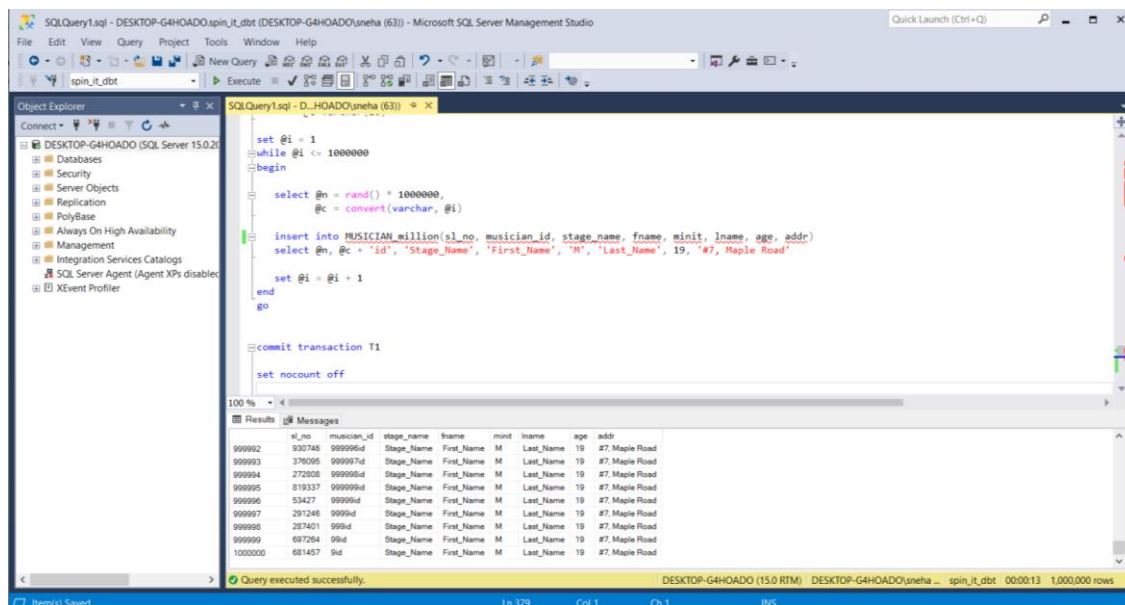 SQLQuery1.sql - DESKTOP-G4HOADO.spin_it_dbt (DESKTOP-G4HOADO\sneha (63)) - Microsoft SQL Server Management Studio
Quick Launch (Ctrl+Q)
File Edit View Query Project Tools Window Help
New Query
spin_it_dbt
Execute
Object Explorer
Connect
DESKTOP-G4HOADO (SQL Server 15.0.20
Databases
Security
Server Objects
Replication
PolyBase
Always On High Availability
Management
Integration Services Catalogs
SQL Server Agent (Agent XPs disabled
XEvent Profiler
SQLQuery1.sql - D...HOADO\sneha (63))
set @i = 1
while @i <= 1000000
begin
select @n = rand() * 1000000,
@c = convert(varchar, @i)
insert into MUSICIAN_million(sl_no, musician_id, stage_name, fname, minit, lname, age, addr)
select @n, @c + 'id', 'Stage_Name', 'First_Name', 'M', 'Last_Name', 19, '#7, Maple Road'
set @i = @i + 1
end
go
commit transaction T1
set nocount off
100 %
Results Messages
sl_no musician_id stage_name fname minit lname age addr
999992 930746 999996id Stage_Name First_Name M Last_Name 19 #7, Maple Road
999993 376095 999997id Stage_Name First_Name M Last_Name 19 #7, Maple Road
999994 272808 999998id Stage_Name First_Name M Last_Name 19 #7, Maple Road
999995 819337 999999id Stage_Name First_Name M Last_Name 19 #7, Maple Road
999996 53427 99999id Stage_Name First_Name M Last_Name 19 #7, Maple Road
999997 291246 9999id Stage_Name First_Name M Last_Name 19 #7, Maple Road
999998 287401 999id Stage_Name First_Name M Last_Name 19 #7, Maple Road
999999 697264 99id Stage_Name First_Name M Last_Name 19 #7, Maple Road
1000000 681457 9id Stage_Name First_Name M Last_Name 19 #7, Maple Road
Query executed successfully.
DESKTOP-G4HOADO (15.0 RTM) DESKTOP-G4HOADO\sneha ... spin_it_dbt 00:00:13 1,000,000 rows
Item(s) Saved Ln 379 Col 1 Ch 1 INS